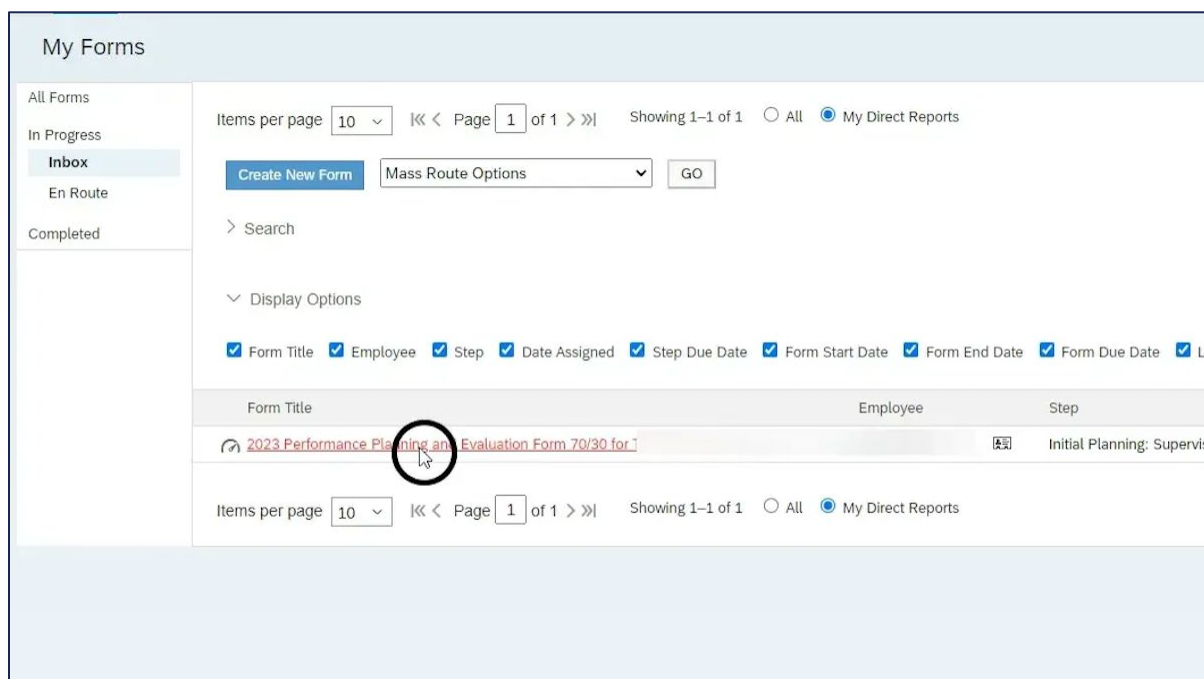 My Forms
All Forms
In Progress
Inbox
En Route
Completed
Items per page 10 Page 1 of 1 Showing 1–1 of 1 All My Direct Reports
Create New Form Mass Route Options GO
Search
Display Options
Form Title Employee Step Date Assigned Step Due Date Form Start Date Form End Date Form Due Date L
Form Title Employee Step
2023 Performance Planning and Evaluation Form 70/30 for Initial Planning:
Items per page 10 Page 1 of 1 Showing 1–1 of 1 All My Direct Reports